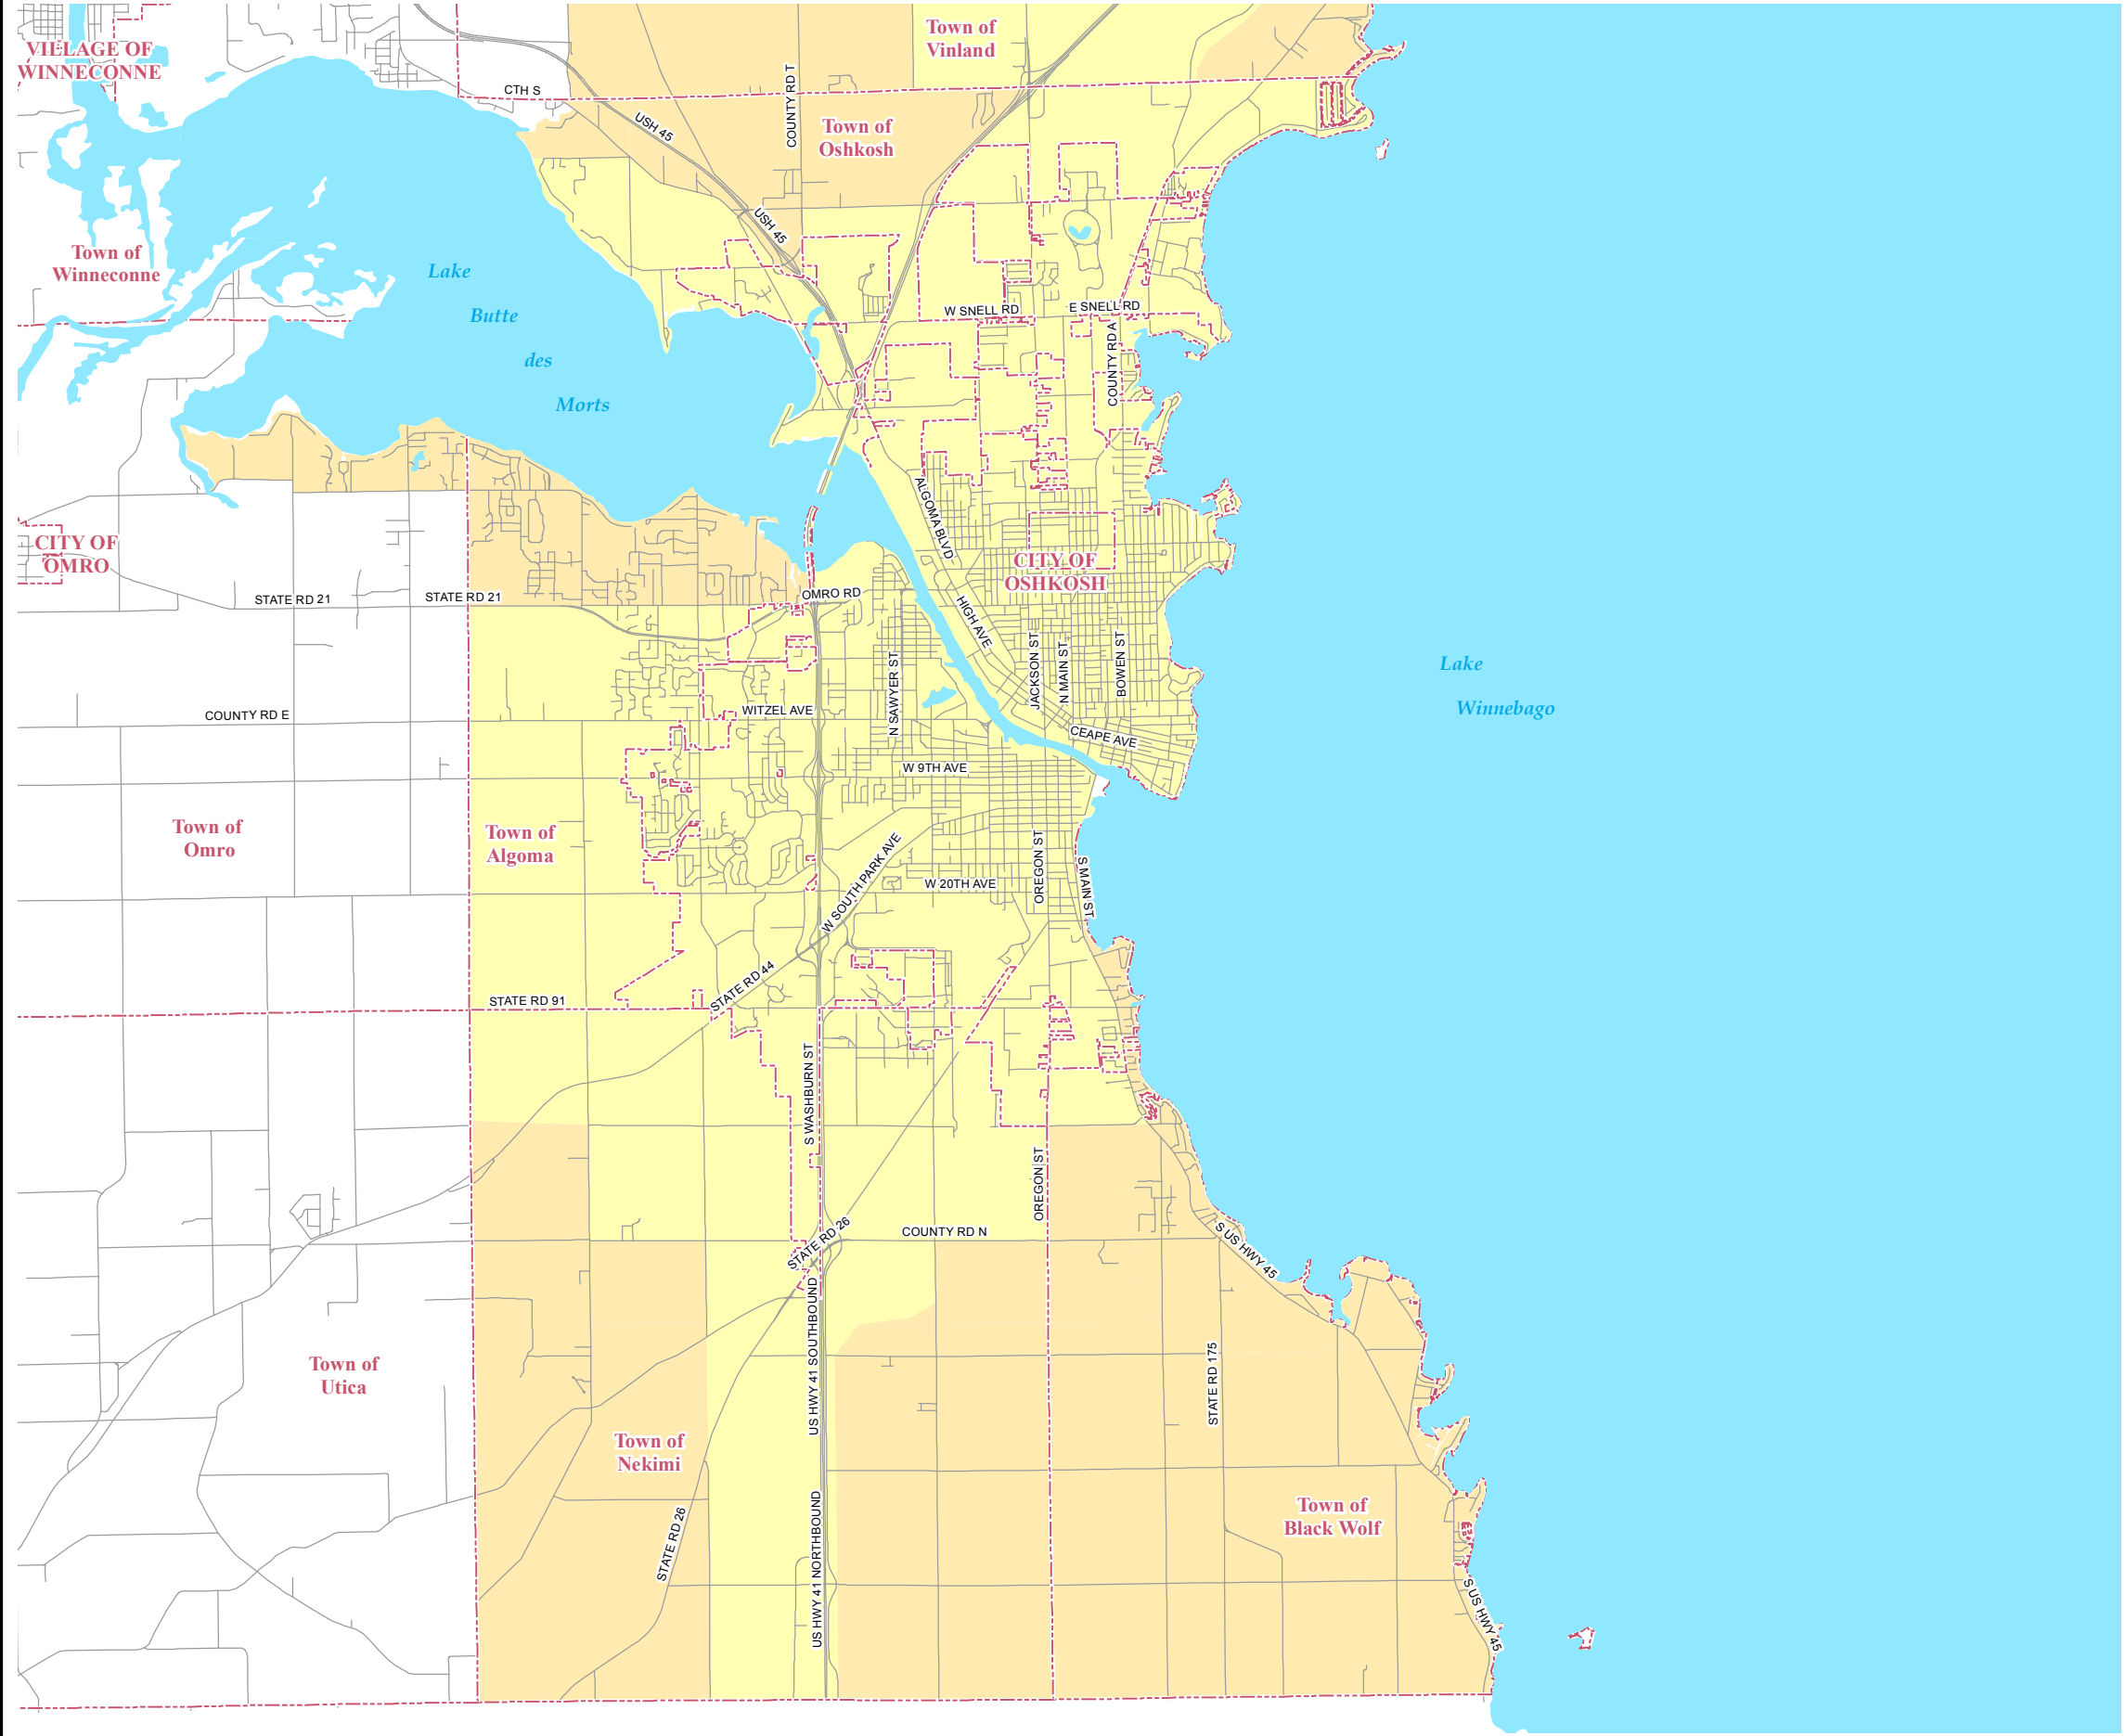 Town of
Vinland
VILLAGE OF
WINNECONNE
CTH S
COUNTY RD T
USH 45
Town of
Oshkosh
USH 45
Town of
Winneconne
Lake
Butte
des
Morts
W SNELL RD
E SNELL RD
COUNTY RD A
ALGOMA BLVD
CITY OF
OMRO
CITY OF
OSHKOSH
STATE RD 21
STATE RD 21
OMRO RD
HIGH AVE
JACKSON ST
N MAIN ST
BOWEN ST
N SAWYER ST
Lake
Winnebago
COUNTY RD E
WITZEL AVE
CEAPE AVE
W 9TH AVE
Town of
Omro
Town of
Algoma
W SOUTH PARK AVE
OREGON ST
S MAIN ST
W 20TH AVE
STATE RD 44
STATE RD 91
S WASHBURN ST
OREGON ST
STATE RD 26
COUNTY RD N
S US HWY 45
US HWY 41 SOUTHBOUND
STATE RD 175
Town of
Utica
Town of
Nekimi
US HWY 41 NORTHBOUND
STATE RD 26
Town of
Black Wolf
S US HWY 45